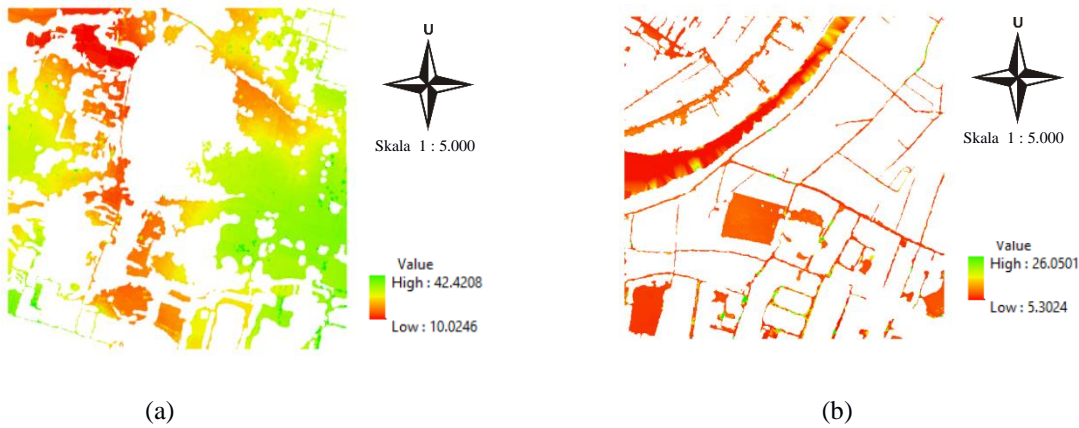 U
Skala 1 : 5.000
Value
High : 42.4208
Low : 10.0246
(a)
U
Skala 1 : 5.000
Value
High : 26.0501
Low : 5.3024
(b)